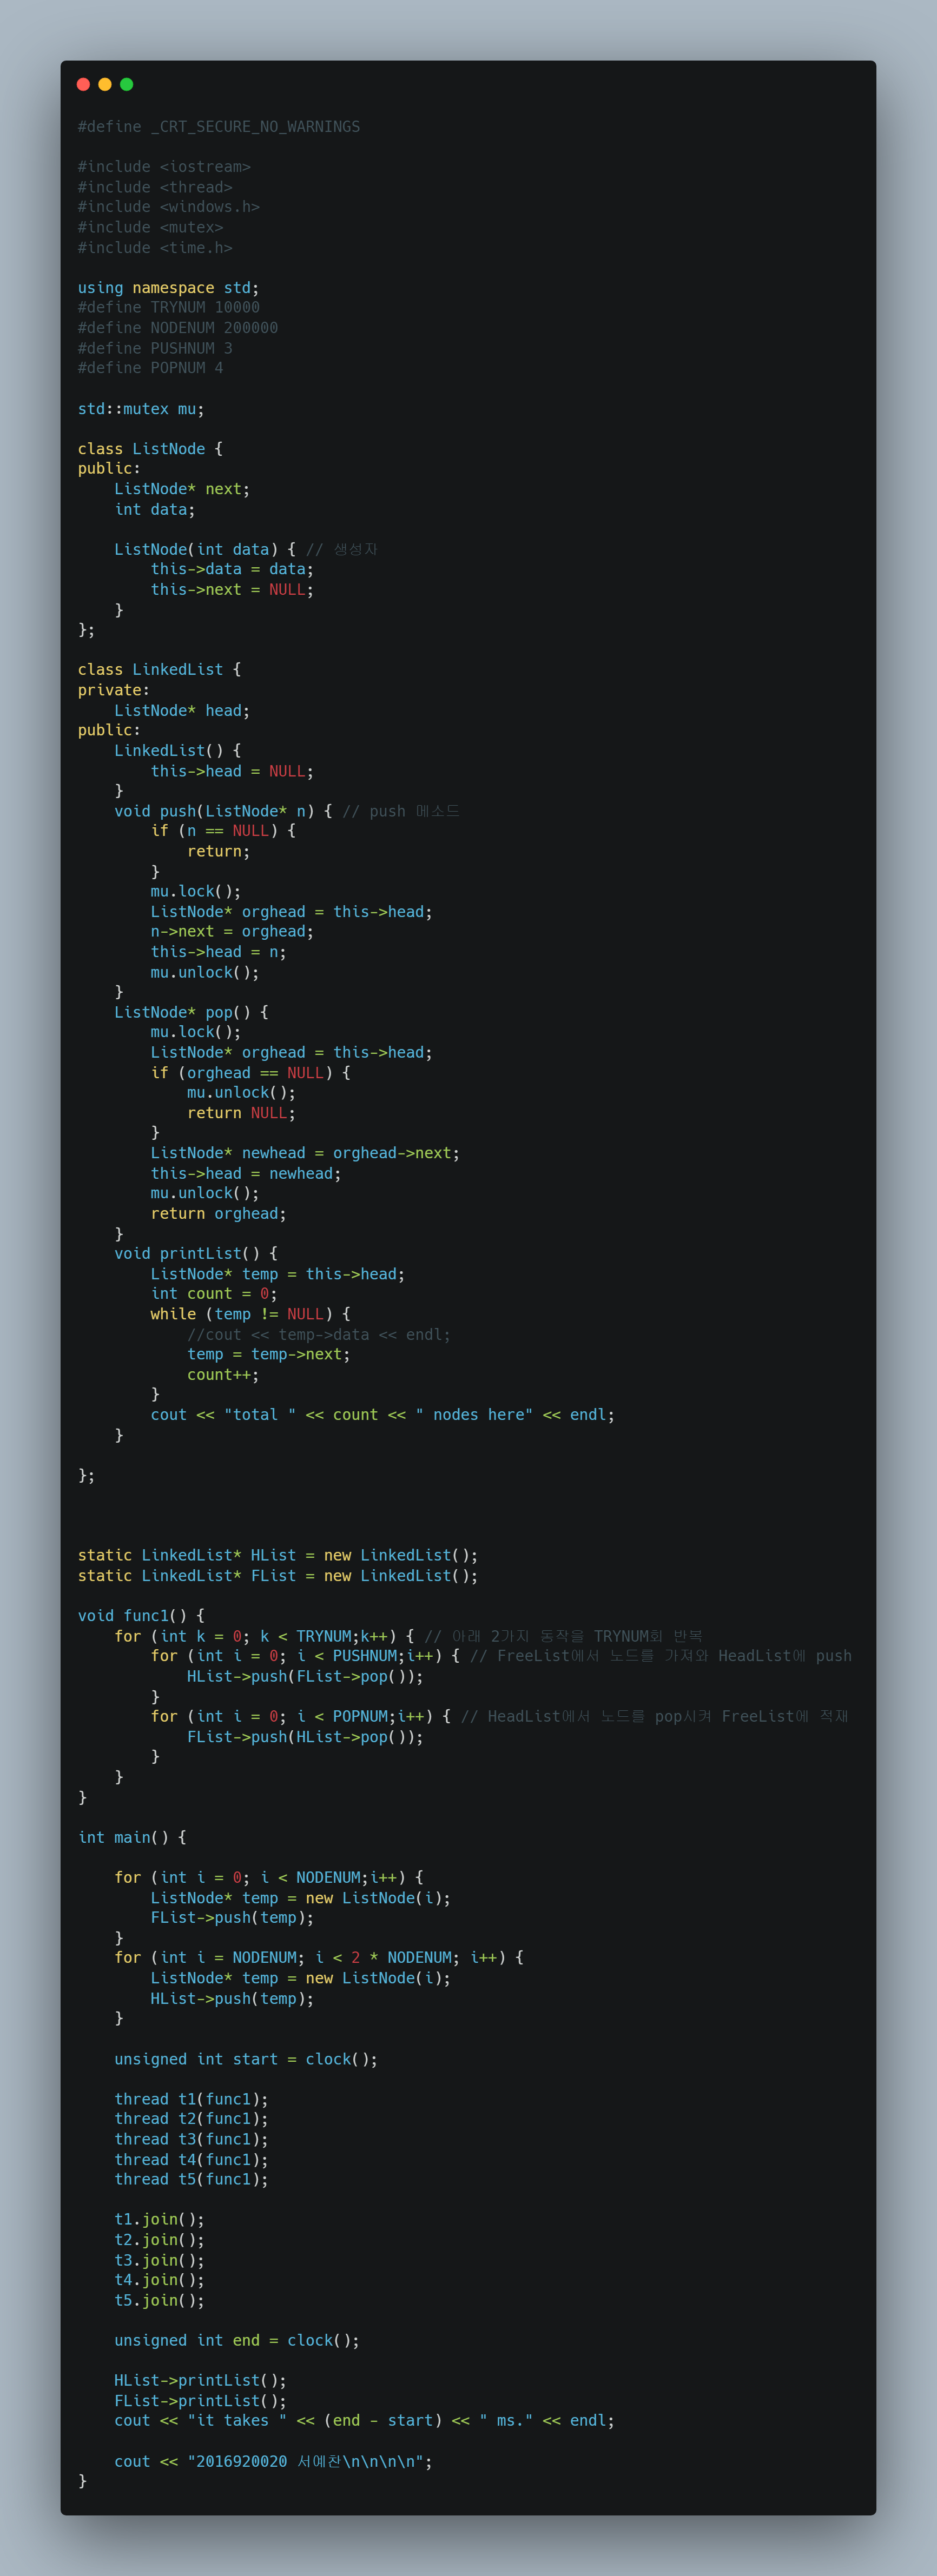 #define _CRT_SECURE_NO_WARNINGS
#include <iostream>
#include <thread>
#include <windows.h>
#include <mutex>
#include <time.h>
using namespace std;
#define TRYNUM 10000
#define NODENUM 200000
#define PUSHNUM 3
#define POPNUM 4
std::mutex mu;
class ListNode {
public:
    ListNode* next;
    int data;
    ListNode(int data) { // 생성자
        this->data = data;
        this->next = NULL;
    }
};
class LinkedList {
private:
    ListNode* head;
public:
    LinkedList() {
        this->head = NULL;
    }
    void push(ListNode* n) { // push 메소드
        if (n == NULL) {
            return;
        }
        mu.lock();
        ListNode* orghead = this->head;
        n->next = orghead;
        this->head = n;
        mu.unlock();
    }
    ListNode* pop() {
        mu.lock();
        ListNode* orghead = this->head;
        if (orghead == NULL) {
            mu.unlock();
            return NULL;
        }
        ListNode* newhead = orghead->next;
        this->head = newhead;
        mu.unlock();
        return orghead;
    }
    void printList() {
        ListNode* temp = this->head;
        int count = 0;
        while (temp != NULL) {
            //cout << temp->data << endl;
            temp = temp->next;
            count++;
        }
        cout << "total " << count << " nodes here" << endl;
    }
};
static LinkedList* HList = new LinkedList();
static LinkedList* FList = new LinkedList();
void func1() {
    for (int k = 0; k < TRYNUM;k++) { // 아래 2가지 동작을 TRYNUM회 반복
        for (int i = 0; i < PUSHNUM;i++) { // FreeList에서 노드를 가져와 HeadList에 push
            HList->push(FList->pop());
        }
        for (int i = 0; i < POPNUM;i++) { // HeadList에서 노드를 pop시켜 FreeList에 적재
            FList->push(HList->pop());
        }
    }
}
int main() {
    for (int i = 0; i < NODENUM;i++) {
        ListNode* temp = new ListNode(i);
        FList->push(temp);
    }
    for (int i = NODENUM; i < 2 * NODENUM; i++) {
        ListNode* temp = new ListNode(i);
        HList->push(temp);
    }
    unsigned int start = clock();
    thread t1(func1);
    thread t2(func1);
    thread t3(func1);
    thread t4(func1);
    thread t5(func1);
    t1.join();
    t2.join();
    t3.join();
    t4.join();
    t5.join();
    unsigned int end = clock();
    HList->printList();
    FList->printList();
    cout << "it takes " << (end - start) << " ms." << endl;
    cout << "2016920020 서예찬\n\n\n\n";
}